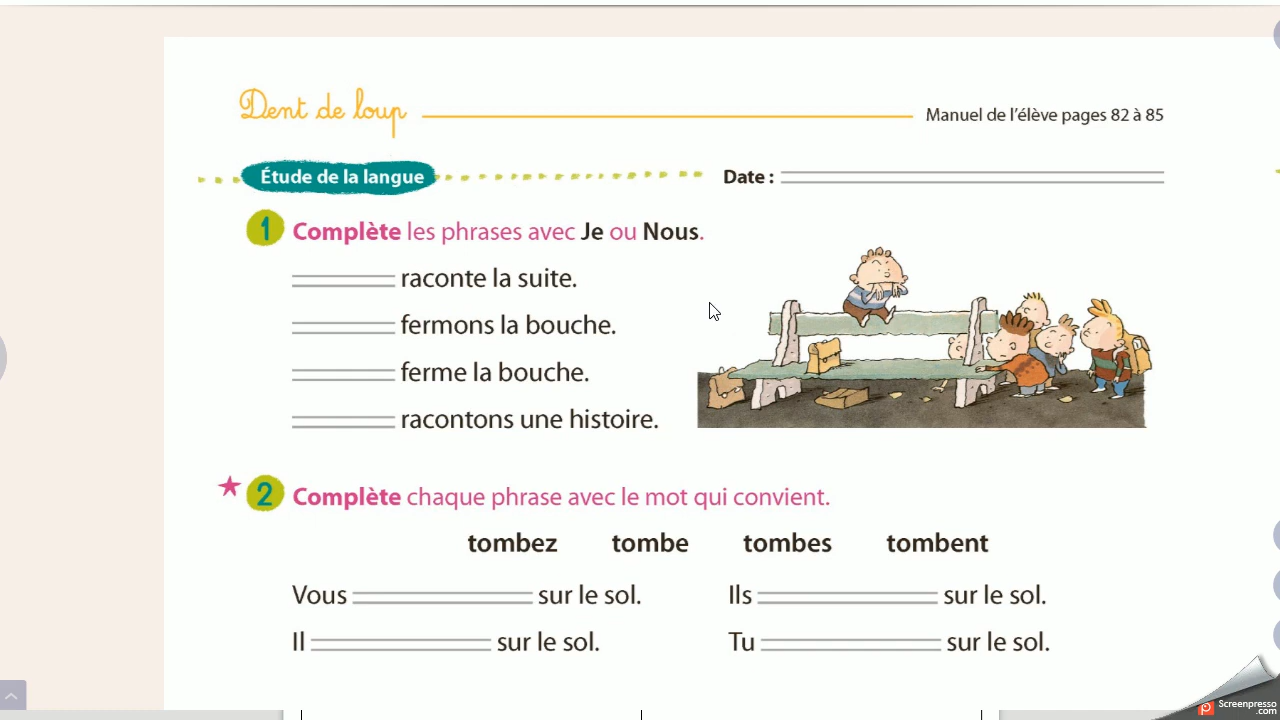 Dent de loup
Manuel de l'élève pages 82 à 85
Étude de la langue
Date :
1 Complète les phrases avec Je ou Nous.
raconte la suite.
fermons la bouche.
ferme la bouche.
racontons une histoire.
2 Complète chaque phrase avec le mot qui convient.
tombez tombe tombes tombent
Vous sur le sol. Ils sur le sol.
Il sur le sol. Tu sur le sol.
Screenpresso
.com